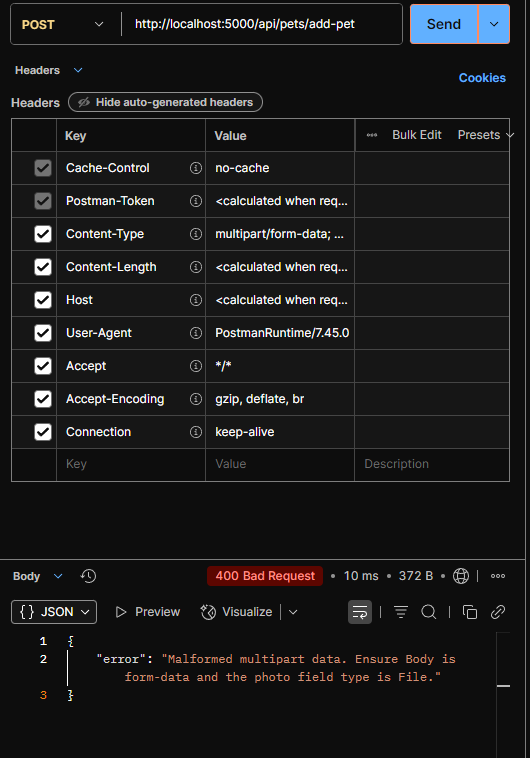 POST http://localhost:5000/api/pets/add-pet Send
Headers
Cookies
Headers Hide auto-generated headers
Key Value Bulk Edit Presets
Cache-Control no-cache
Postman-Token <calculated when req...
Content-Type multipart/form-data; ...
Content-Length <calculated when req...
Host <calculated when req...
User-Agent PostmanRuntime/7.45.0
Accept */*
Accept-Encoding gzip, deflate, br
Connection keep-alive
Key Value Description
Body 400 Bad Request • 10 ms • 372 B •
{} JSON Preview Visualize
1 {
2 "error": "Malformed multipart data. Ensure Body is
form-data and the photo field type is File."
3 }